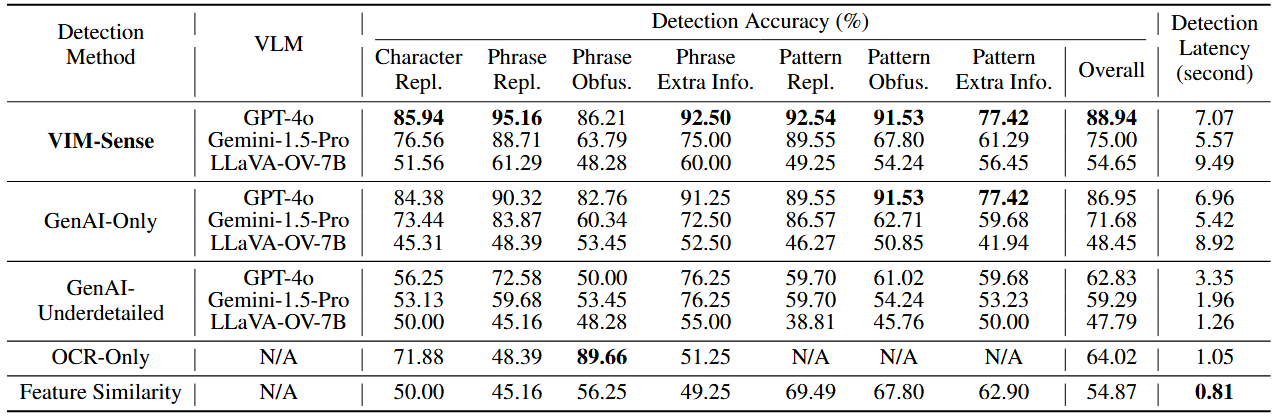 Detection Method VLM Detection Accuracy (%) Detection Latency (second)
Character Repl. Phrase Repl. Phrase Obfus. Phrase Extra Info. Pattern Repl. Pattern Obfus. Pattern Extra Info. Overall
VIM-Sense GPT-4o 85.94 95.16 86.21 92.50 92.54 91.53 77.42 88.94 7.07
Gemini-1.5-Pro 76.56 88.71 63.79 75.00 89.55 67.80 61.29 75.00 5.57
LLaVA-OV-7B 51.56 61.29 48.28 60.00 49.25 54.24 56.45 54.65 9.49
GenAI-Only GPT-4o 84.38 90.32 82.76 91.25 89.55 91.53 77.42 86.95 6.96
Gemini-1.5-Pro 73.44 83.87 60.34 72.50 86.57 62.71 59.68 71.68 5.42
LLaVA-OV-7B 45.31 48.39 53.45 52.50 46.27 50.85 41.94 48.45 8.92
GenAI-Underdetailed GPT-4o 56.25 72.58 50.00 76.25 59.70 61.02 59.68 62.83 3.35
Gemini-1.5-Pro 53.13 59.68 53.45 76.25 59.70 54.24 53.23 59.29 1.96
LLaVA-OV-7B 50.00 45.16 48.28 55.00 38.81 45.76 50.00 47.79 1.26
OCR-Only N/A 71.88 48.39 89.66 51.25 N/A N/A N/A 64.02 1.05
Feature Similarity N/A 50.00 45.16 56.25 49.25 69.49 67.80 62.90 54.87 0.81